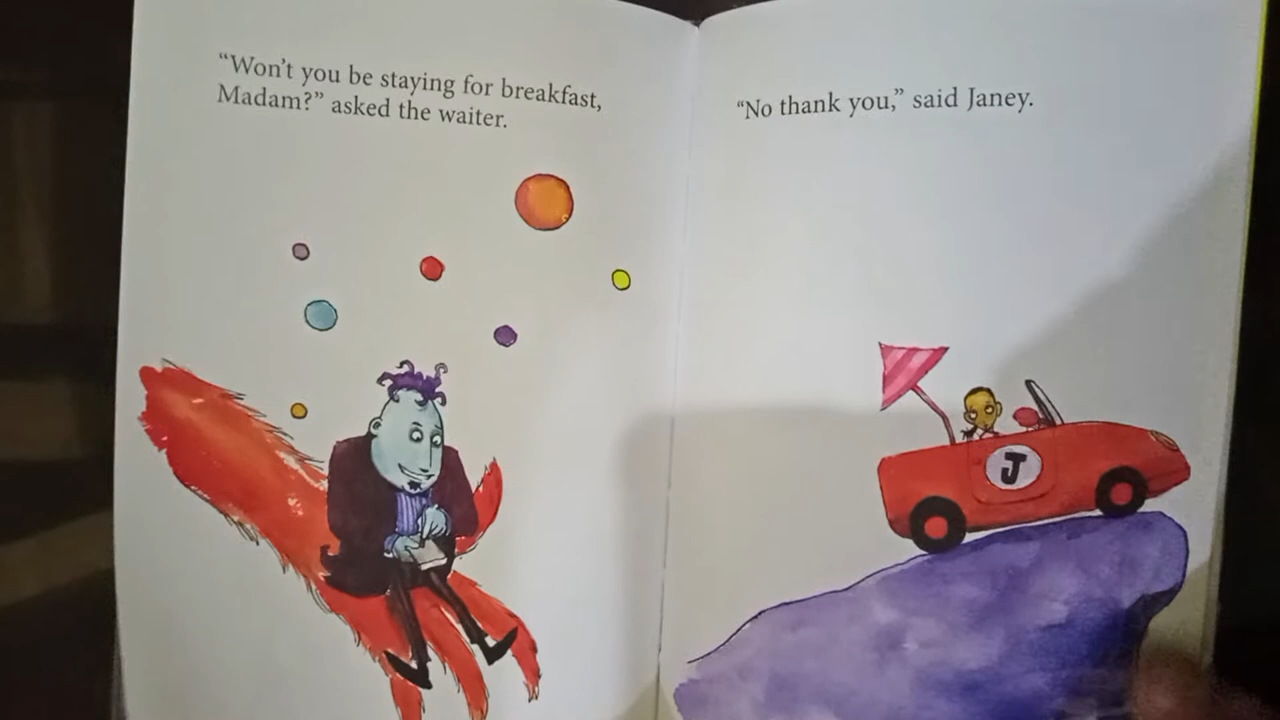 “Won’t you be staying for breakfast,
Madam?” asked the waiter.
“No thank you,” said Janey.
J